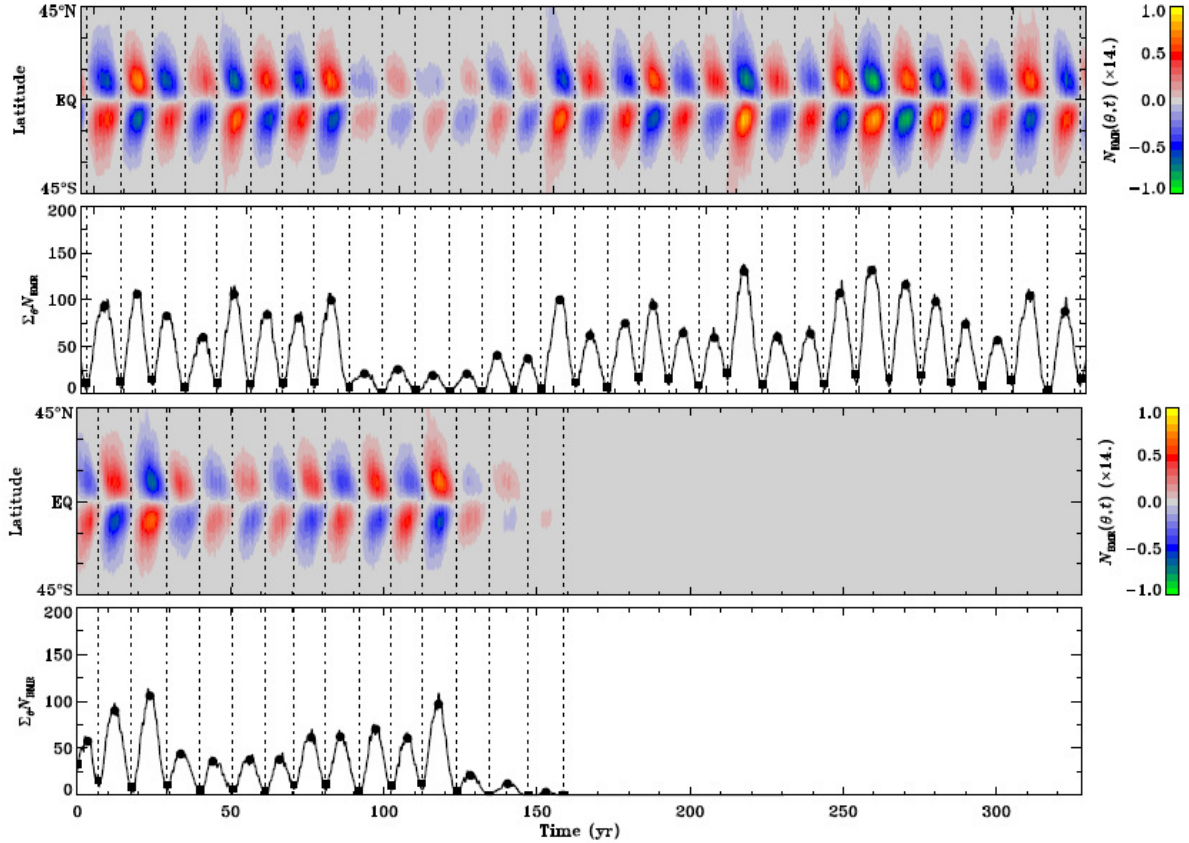 45°N
Latitude
EQ
45°S
1.0
0.5
0.0
−0.5
−1.0
N_BMR(θ,t) (×14.)
200
150
100
50
0
Σ_θ N_BMR
45°N
Latitude
EQ
45°S
1.0
0.5
0.0
−0.5
−1.0
N_BMR(θ,t) (×14.)
200
150
100
50
0
Σ_θ N_BMR
0 50 100 150 200 250 300
Time (yr)